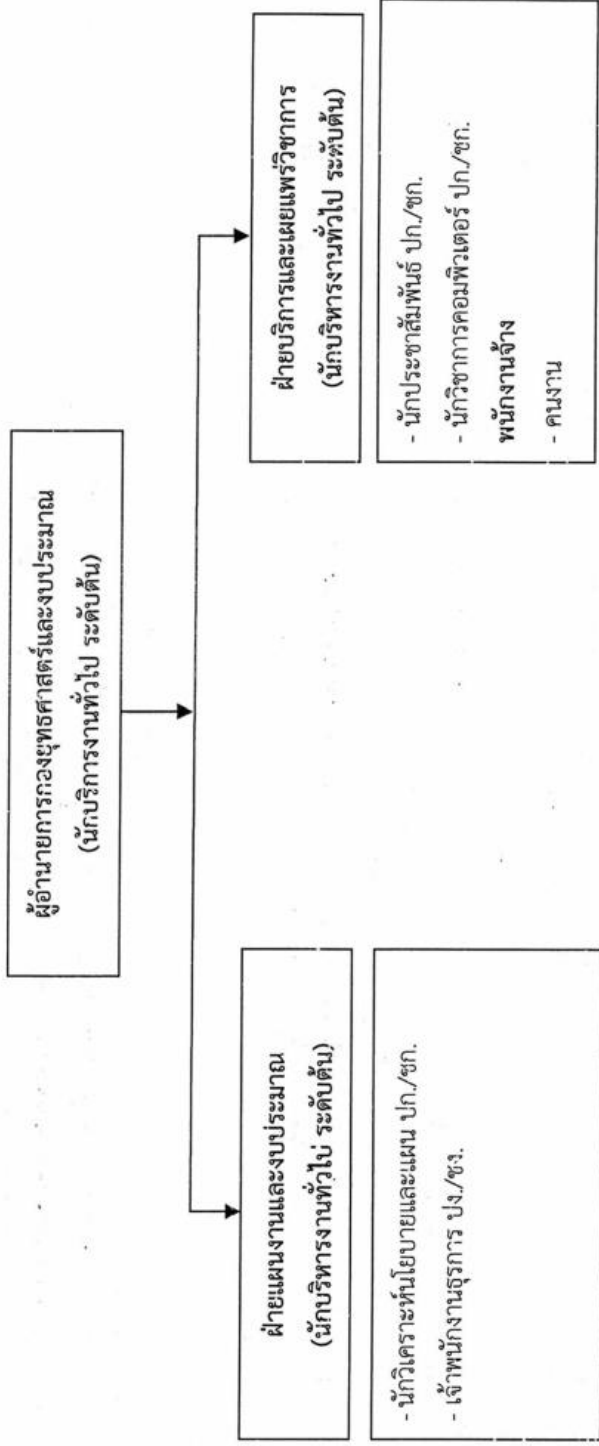 ผู้อำนายการกองยุทธศาสตร์และงบประมาณ
(นักบริการงานทั่วไป ระดับต้น)
ฝ่ายแผนงานและงบประมาณ
(นักบริหารงานทั่วไป ระดับต้น)
- นักวิเคราะห์นโยบายและแผน ปก./ชก.
- เจ้าพนักงานธุรการ ปง./ชง.
ฝ่ายบริการและเผยแพร่วิชาการ
(นักบริหารงานทั่วไป ระดับต้น)
- นักประชาสัมพันธ์ ปก./ชก.
- นักวิชาการคอมพิวเตอร์ ปก./ชก.
พนักงานจ้าง
- คนงาน